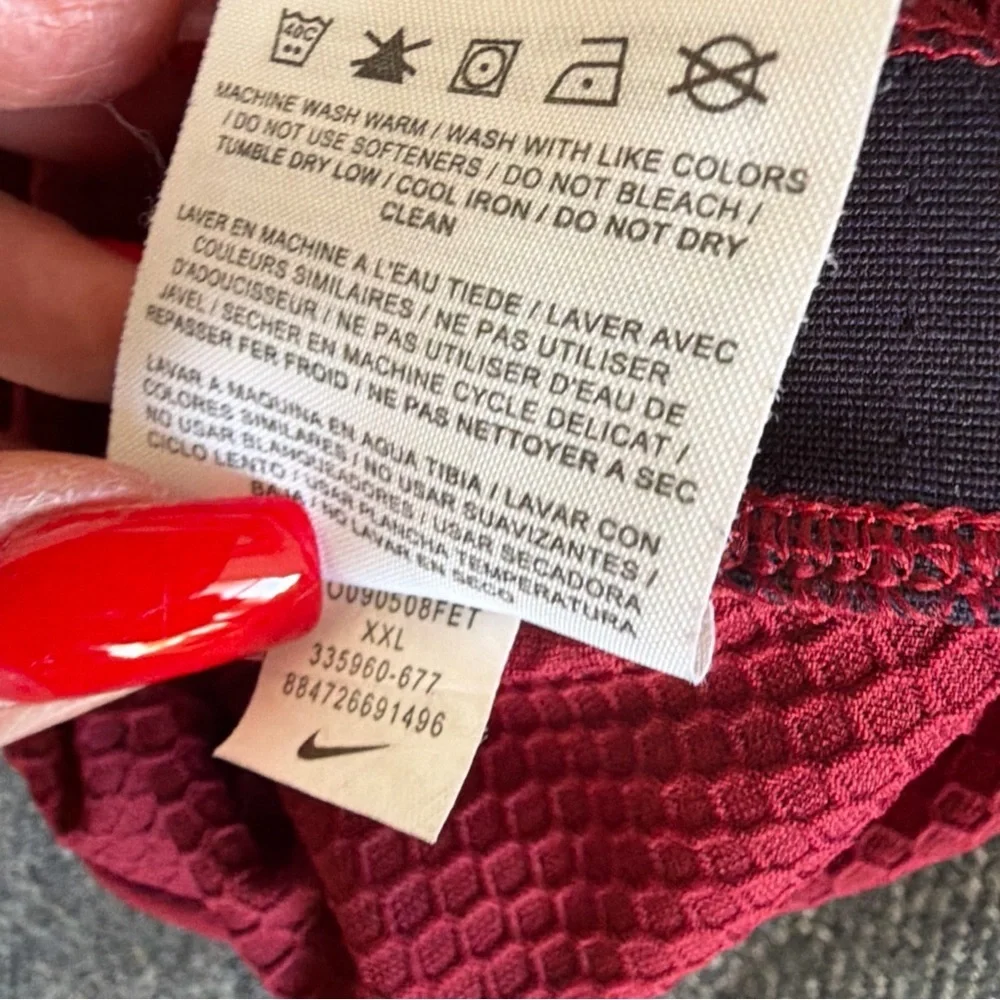 40C
MACHINE WASH WARM / WASH WITH LIKE COLORS
/ DO NOT USE SOFTENERS / DO NOT BLEACH /
TUMBLE DRY LOW / COOL IRON / DO NOT DRY
CLEAN
LAVER EN MACHINE A L'EAU TIEDE / LAVER AVEC
COULEURS SIMILAIRES / NE PAS UTILISER
D'ADOUCISSEUR / NE PAS UTILISER D'EAU DE
JAVEL / SECHER EN MACHINE CYCLE DELICAT /
REPASSER FER FROID / NE PAS NETTOYER A SEC
LAVAR A MAQUINA EN AGUA TIBIA / LAVAR CON
COLORES SIMILARES / NO USAR SUAVIZANTES /
NO USAR BLANQUEADORES / USAR SECADORA
CICLO LENTO / USAR PLANCHA TEMPERATURA
BAJA / NO LAVAR EN SECO
O090508FET
XXL
335960-677
884726691496